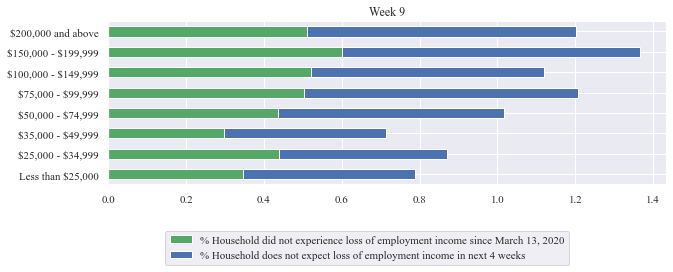 Week 9
$200,000 and above
$150,000 - $199,999
$100,000 - $149,999
$75,000 - $99,999
$50,000 - $74,999
$35,000 - $49,999
$25,000 - $34,999
Less than $25,000
0.0 0.2 0.4 0.6 0.8 1.0 1.2 1.4
% Household did not experience loss of employment income since March 13, 2020
% Household does not expect loss of employment income in next 4 weeks